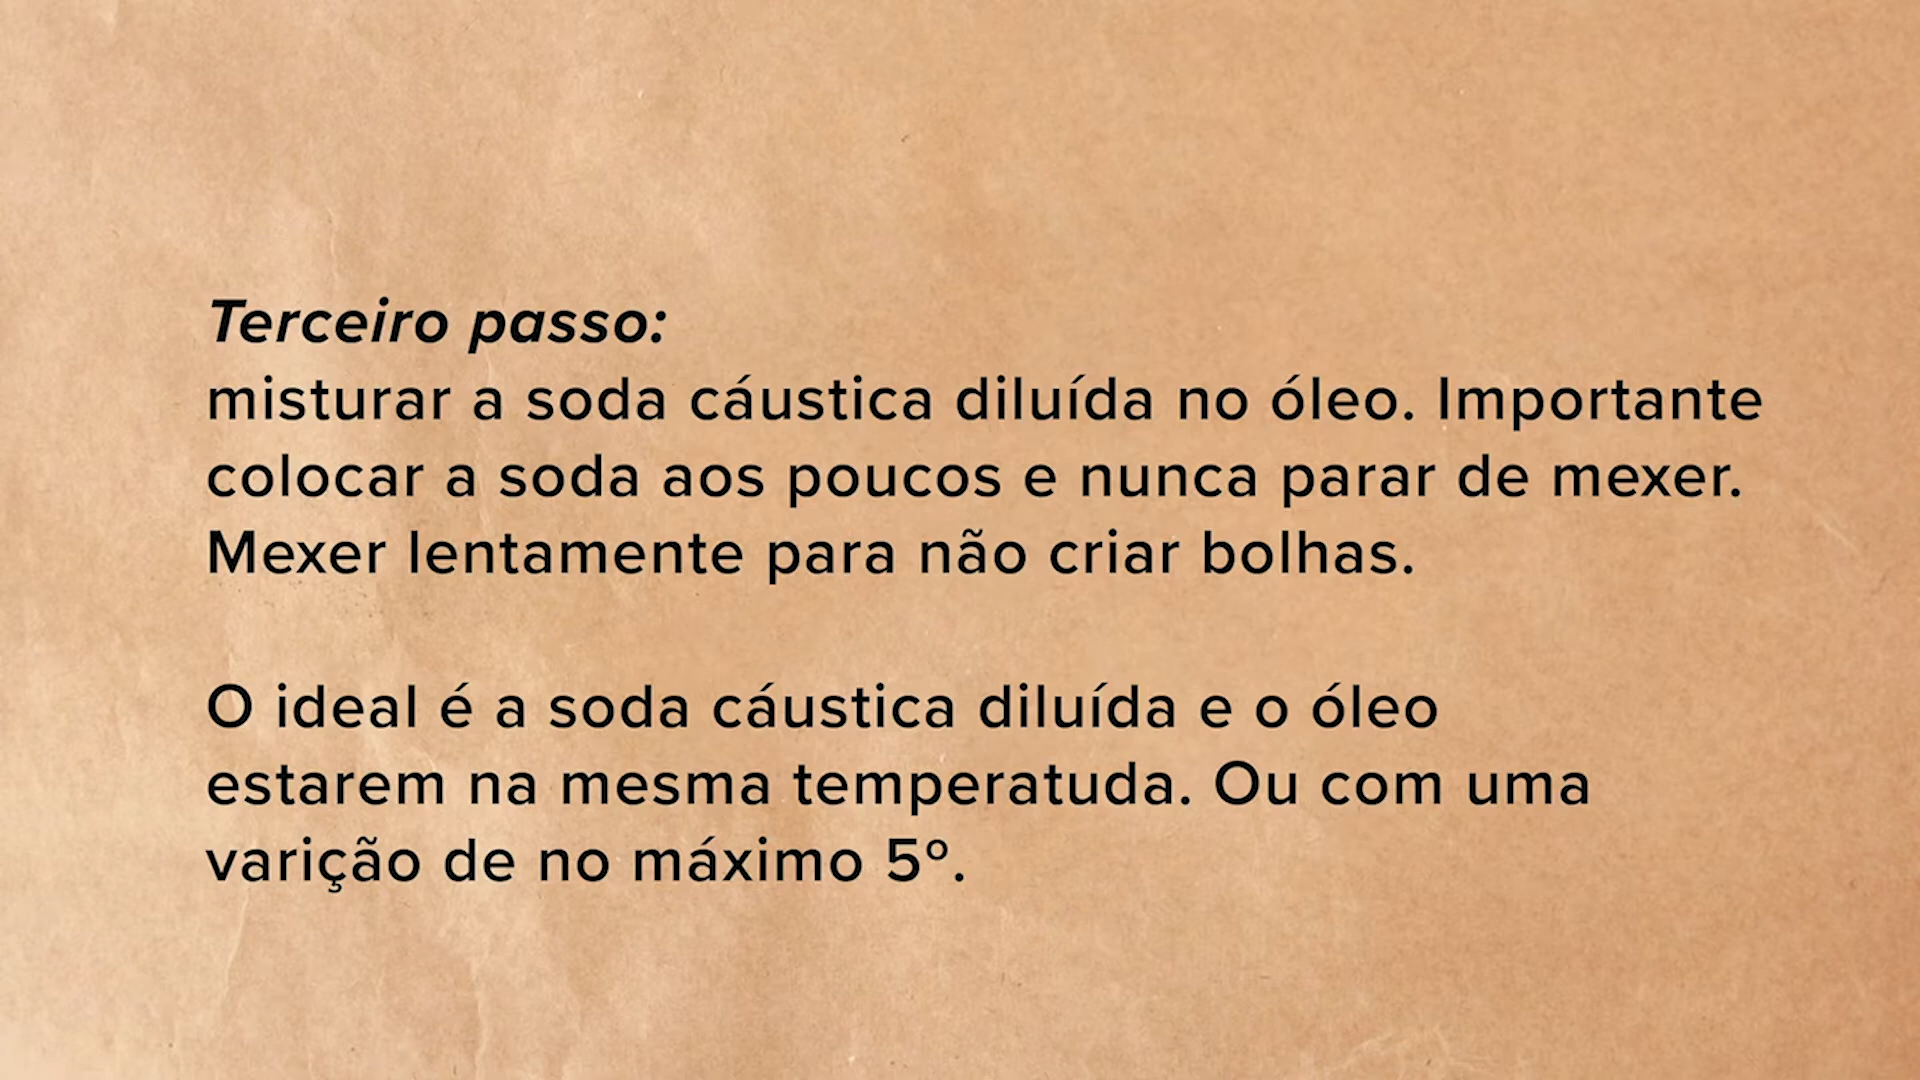 Terceiro passo:
misturar a soda cáustica diluída no óleo. Importante
colocar a soda aos poucos e nunca parar de mexer.
Mexer lentamente para não criar bolhas.
O ideal é a soda cáustica diluída e o óleo
estarem na mesma temperatuda. Ou com uma
varição de no máximo 5º.